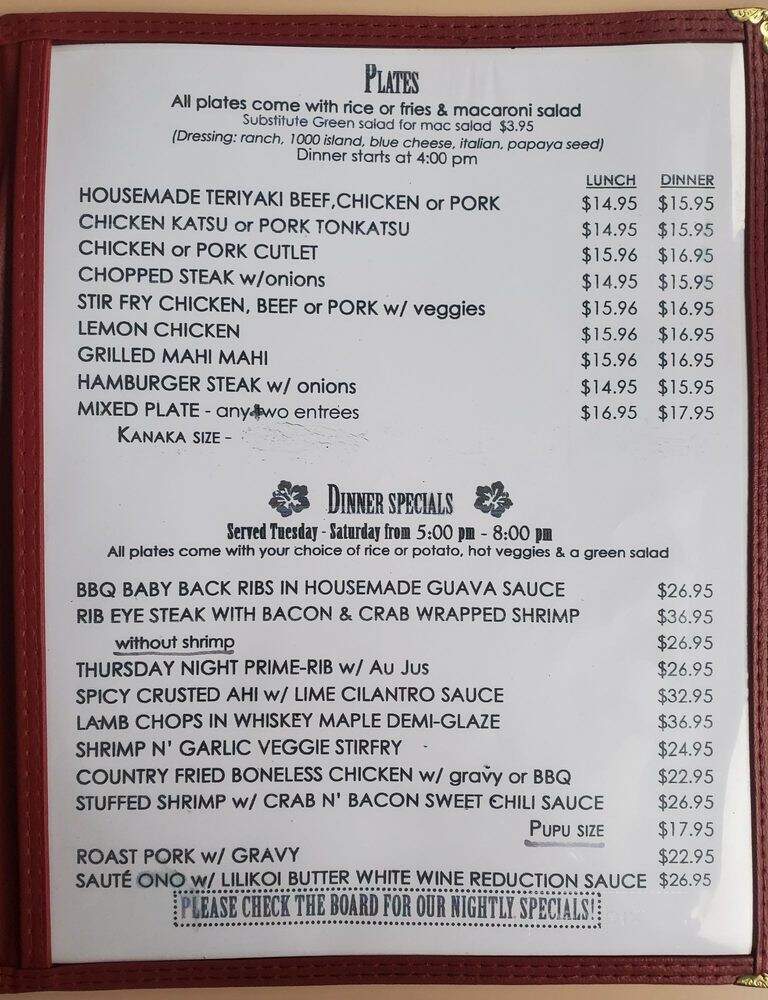 PLATES
All plates come with rice or fries & macaroni salad
Substitute Green salad for mac salad $3.95
(Dressing: ranch, 1000 island, blue cheese, italian, papaya seed)
Dinner starts at 4:00 pm
LUNCH DINNER
HOUSEMADE TERIYAKI BEEF,CHICKEN or PORK $14.95 $15.95
CHICKEN KATSU or PORK TONKATSU $14.95 $15.95
CHICKEN or PORK CUTLET $15.96 $16.95
CHOPPED STEAK w/onions $14.95 $15.95
STIR FRY CHICKEN, BEEF or PORK w/ veggies $15.96 $16.95
LEMON CHICKEN $15.96 $16.95
GRILLED MAHI MAHI $15.96 $16.95
HAMBURGER STEAK w/ onions $14.95 $15.95
MIXED PLATE - any two entrees $16.95 $17.95
KANAKA SIZE -
DINNER SPECIALS
Served Tuesday - Saturday from 5:00 pm - 8:00 pm
All plates come with your choice of rice or potato, hot veggies & a green salad
BBQ BABY BACK RIBS IN HOUSEMADE GUAVA SAUCE $26.95
RIB EYE STEAK WITH BACON & CRAB WRAPPED SHRIMP $36.95
without shrimp $26.95
THURSDAY NIGHT PRIME-RIB w/ Au Jus $26.95
SPICY CRUSTED AHI w/ LIME CILANTRO SAUCE $32.95
LAMB CHOPS IN WHISKEY MAPLE DEMI-GLAZE $36.95
SHRIMP N' GARLIC VEGGIE STIRFRY - $24.95
COUNTRY FRIED BONELESS CHICKEN w/ gravy or BBQ $22.95
STUFFED SHRIMP w/ CRAB N' BACON SWEET CHILI SAUCE $26.95
PUPU SIZE $17.95
ROAST PORK w/ GRAVY $22.95
SAUTÉ ONO w/ LILIKOI BUTTER WHITE WINE REDUCTION SAUCE $26.95
PLEASE CHECK THE BOARD FOR OUR NIGHTLY SPECIALS!